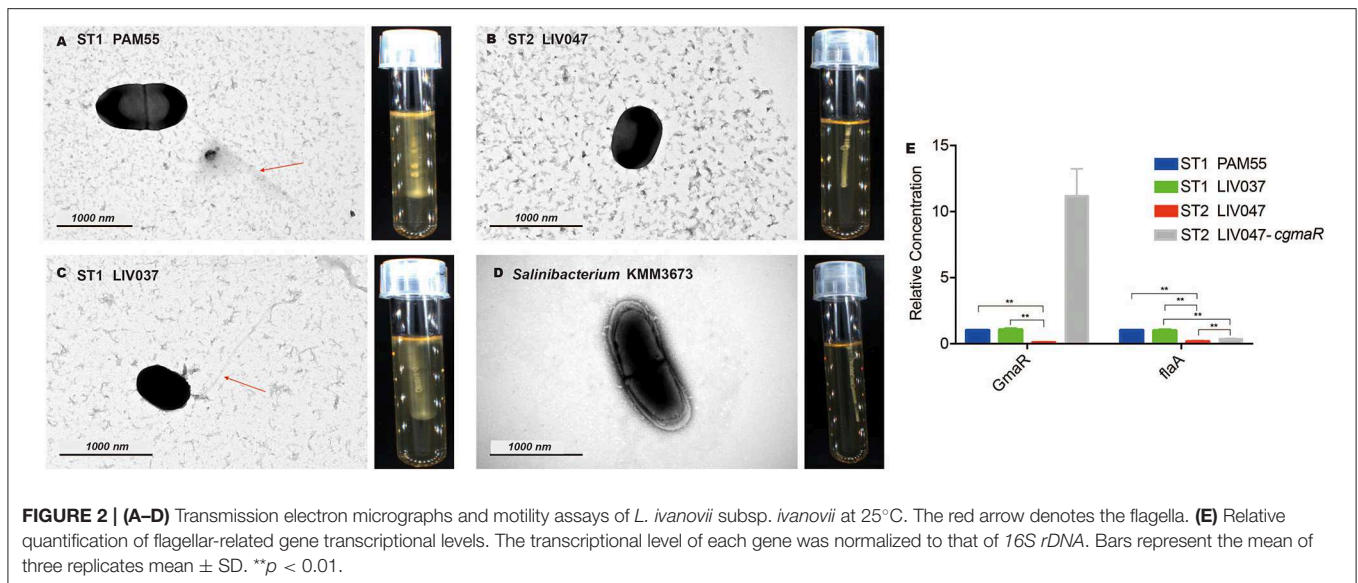 A ST1 PAM55
1000 nm
B ST2 LIV047
1000 nm
C ST1 LIV037
1000 nm
D Salinibacterium KMM3673
1000 nm
E
Relative Concentration
15
10
5
0
**
**
**
**
**
**
GmaR
flaA
ST1 PAM55
ST1 LIV037
ST2 LIV047
ST2 LIV047-cgmaR
FIGURE 2 | (A–D) Transmission electron micrographs and motility assays of L. ivanovii subsp. ivanovii at 25°C. The red arrow denotes the flagella. (E) Relative
quantification of flagellar-related gene transcriptional levels. The transcriptional level of each gene was normalized to that of 16S rDNA. Bars represent the mean of
three replicates mean ± SD. **p < 0.01.